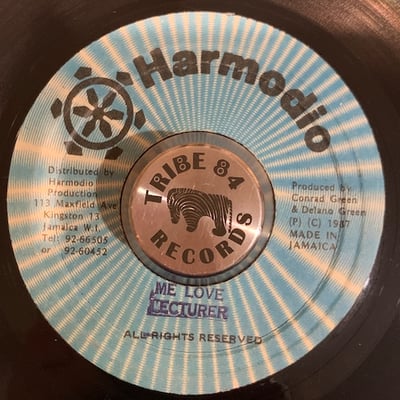 Harmodio
Distributed by
Harmodio
Production
113 Maxfield Ave
Kingston 13
Jamaica W.I.
Tel: 92-66505
or 92-60452
TRIBE 84
RECORDS
Produced by
Conrad Green
& Delano Green
(P) (C) 1987
MADE IN
JAMAICA
ME LOVE
LECTURER
ALL RIGHTS RESERVED